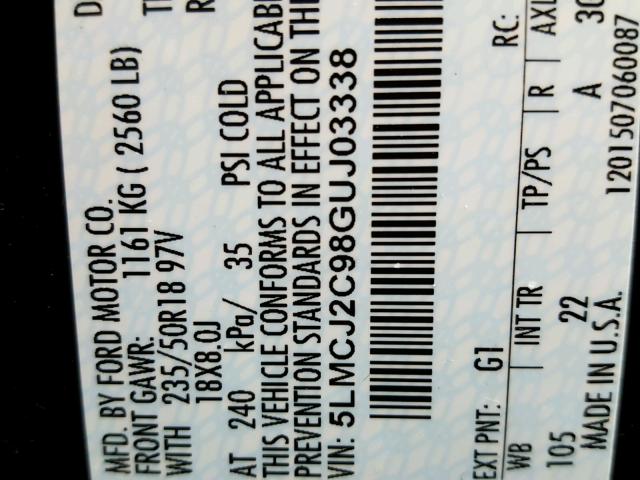 MFD. BY FORD MOTOR CO. D
FRONT GAWR: 1161 KG ( 2560 LB)
WITH 235/50R18 97V
18X8.0J
AT 240 kPa/ 35 PSI COLD
THIS VEHICLE CONFORMS TO ALL APPLICAB
PREVENTION STANDARDS IN EFFECT ON TH
VIN: 5LMCJ2C98GUJ03338
EXT PNT: G1 RC:
WB INT TR TP/PS R AXL
105 22 A 30
MADE IN U.S.A. 1201507060087